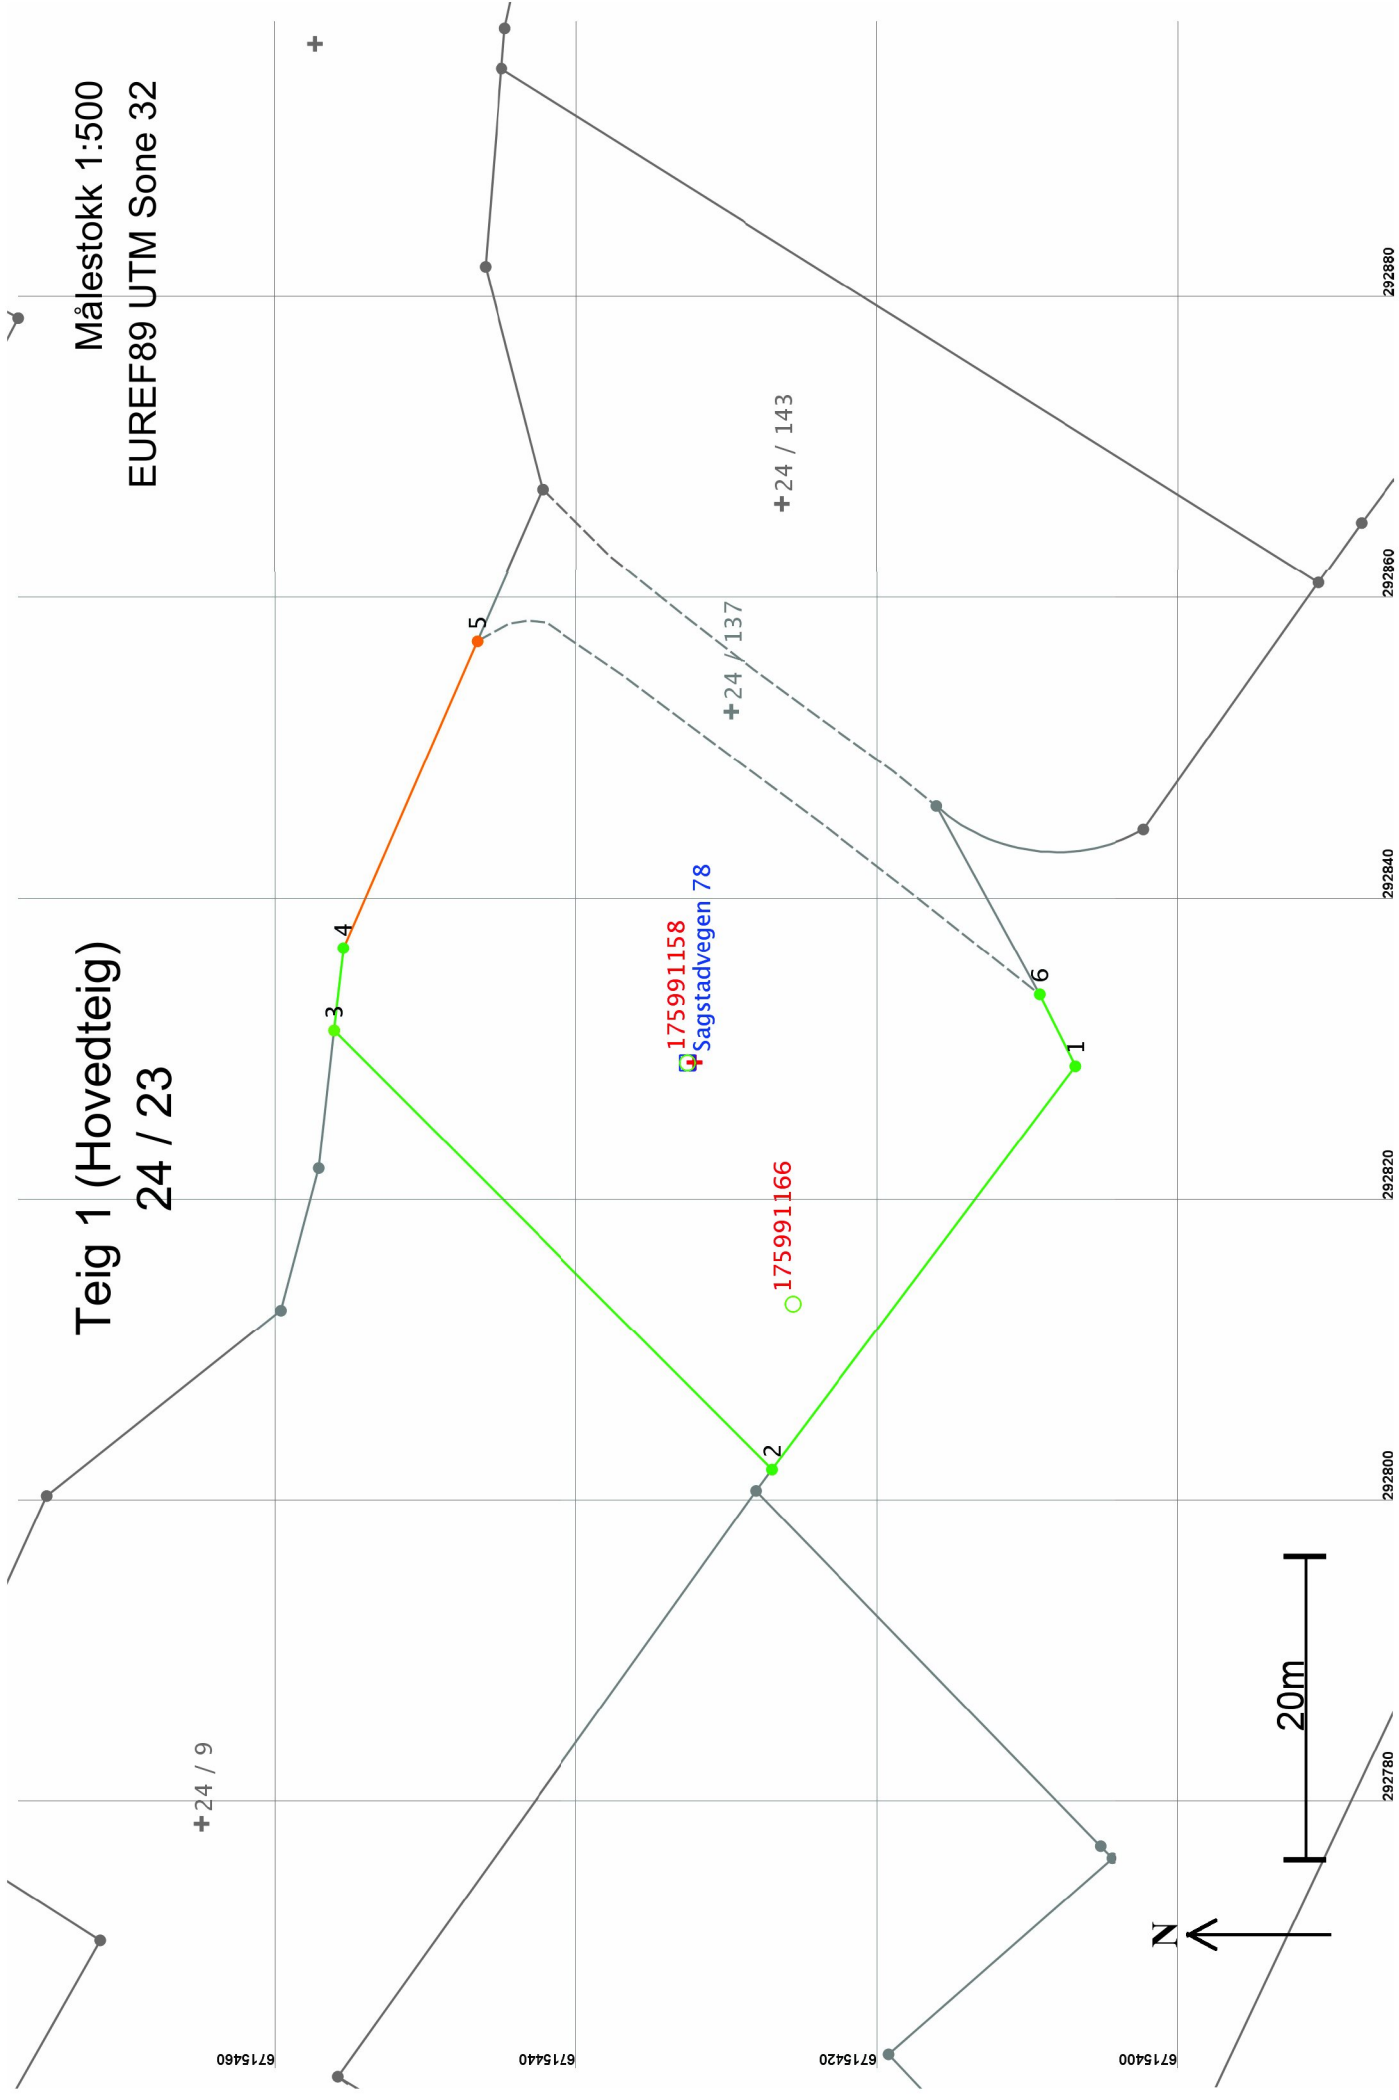 Teig 1 (Hovedteig)
24 / 23
Målestokk 1:500
EUREF89 UTM Sone 32
24 / 9
3
4
5
175991158
Sagstadvegen 78
24 / 137
24 / 143
2
175991166
6
1
N
20m
6715460
6715440
6715420
6715400
292780
292800
292820
292840
292860
292880